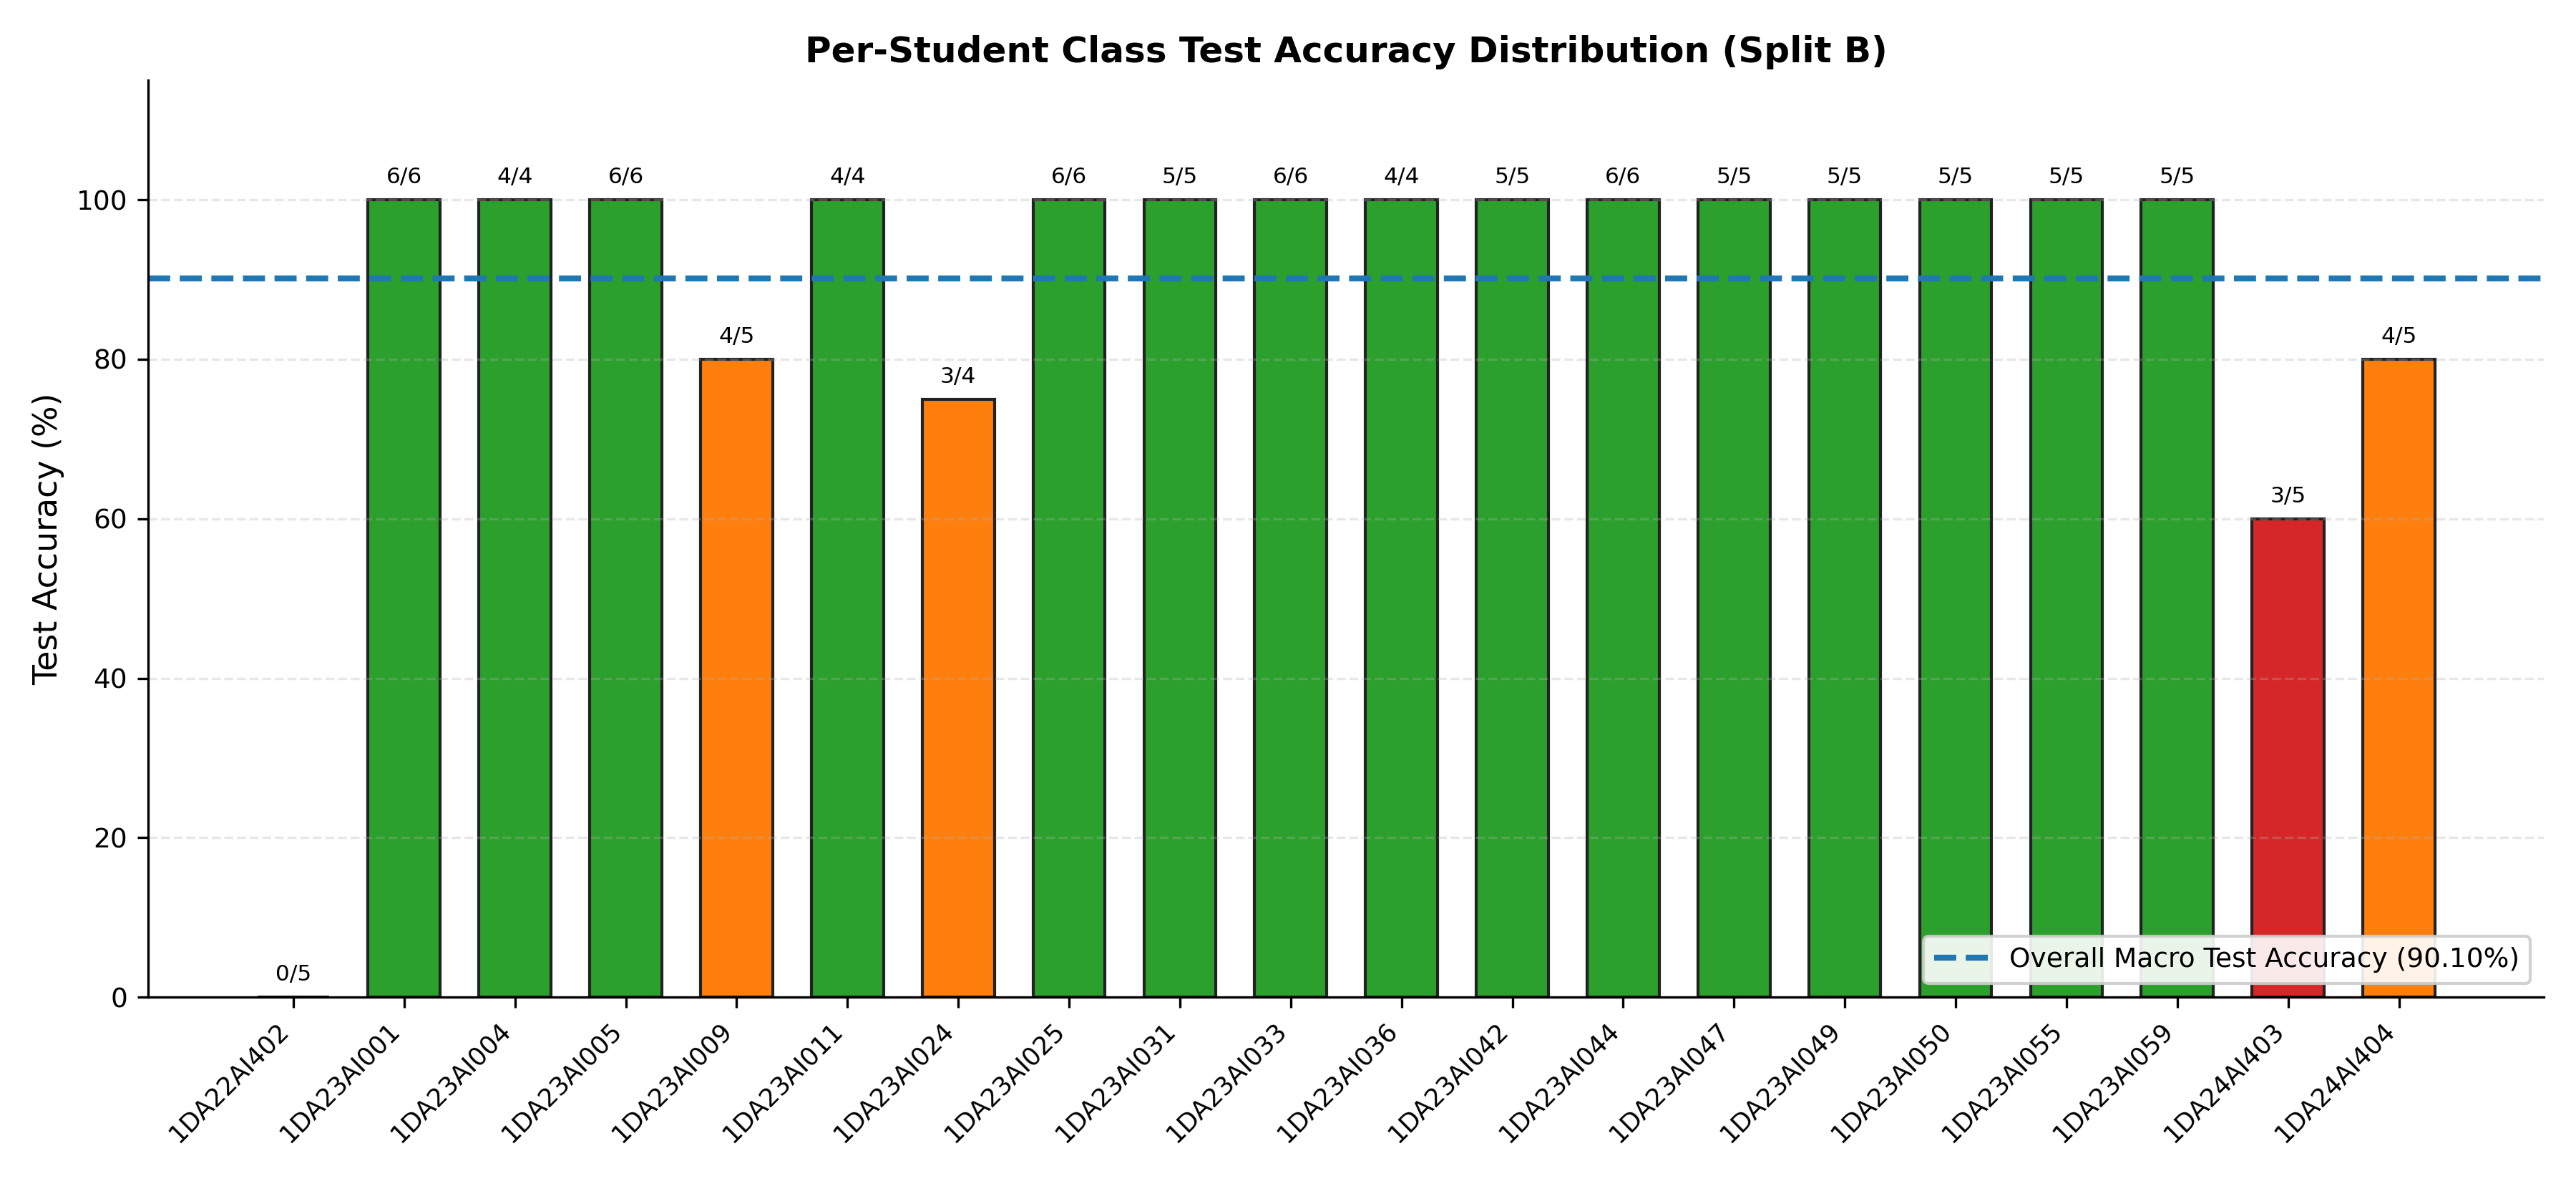 Per-Student Class Test Accuracy Distribution (Split B)
Test Accuracy (%)
100
80
60
40
20
0
0/5
6/6
4/4
6/6
4/5
4/4
3/4
6/6
5/5
6/6
4/4
5/5
6/6
5/5
5/5
5/5
5/5
5/5
3/5
4/5
Overall Macro Test Accuracy (90.10%)
1DA22AI402
1DA23AI001
1DA23AI004
1DA23AI005
1DA23AI009
1DA23AI011
1DA23AI024
1DA23AI025
1DA23AI031
1DA23AI033
1DA23AI036
1DA23AI042
1DA23AI044
1DA23AI047
1DA23AI049
1DA23AI050
1DA23AI055
1DA23AI059
1DA24AI403
1DA24AI404